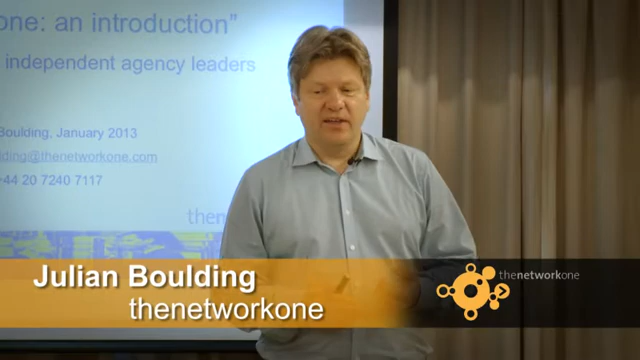 one: an introduction”
independent agency leaders
Boulding, January 2013
lding@thenetworkone.com
+44 20 7240 7117
then
Julian Boulding
thenetworkone
thenetworkone